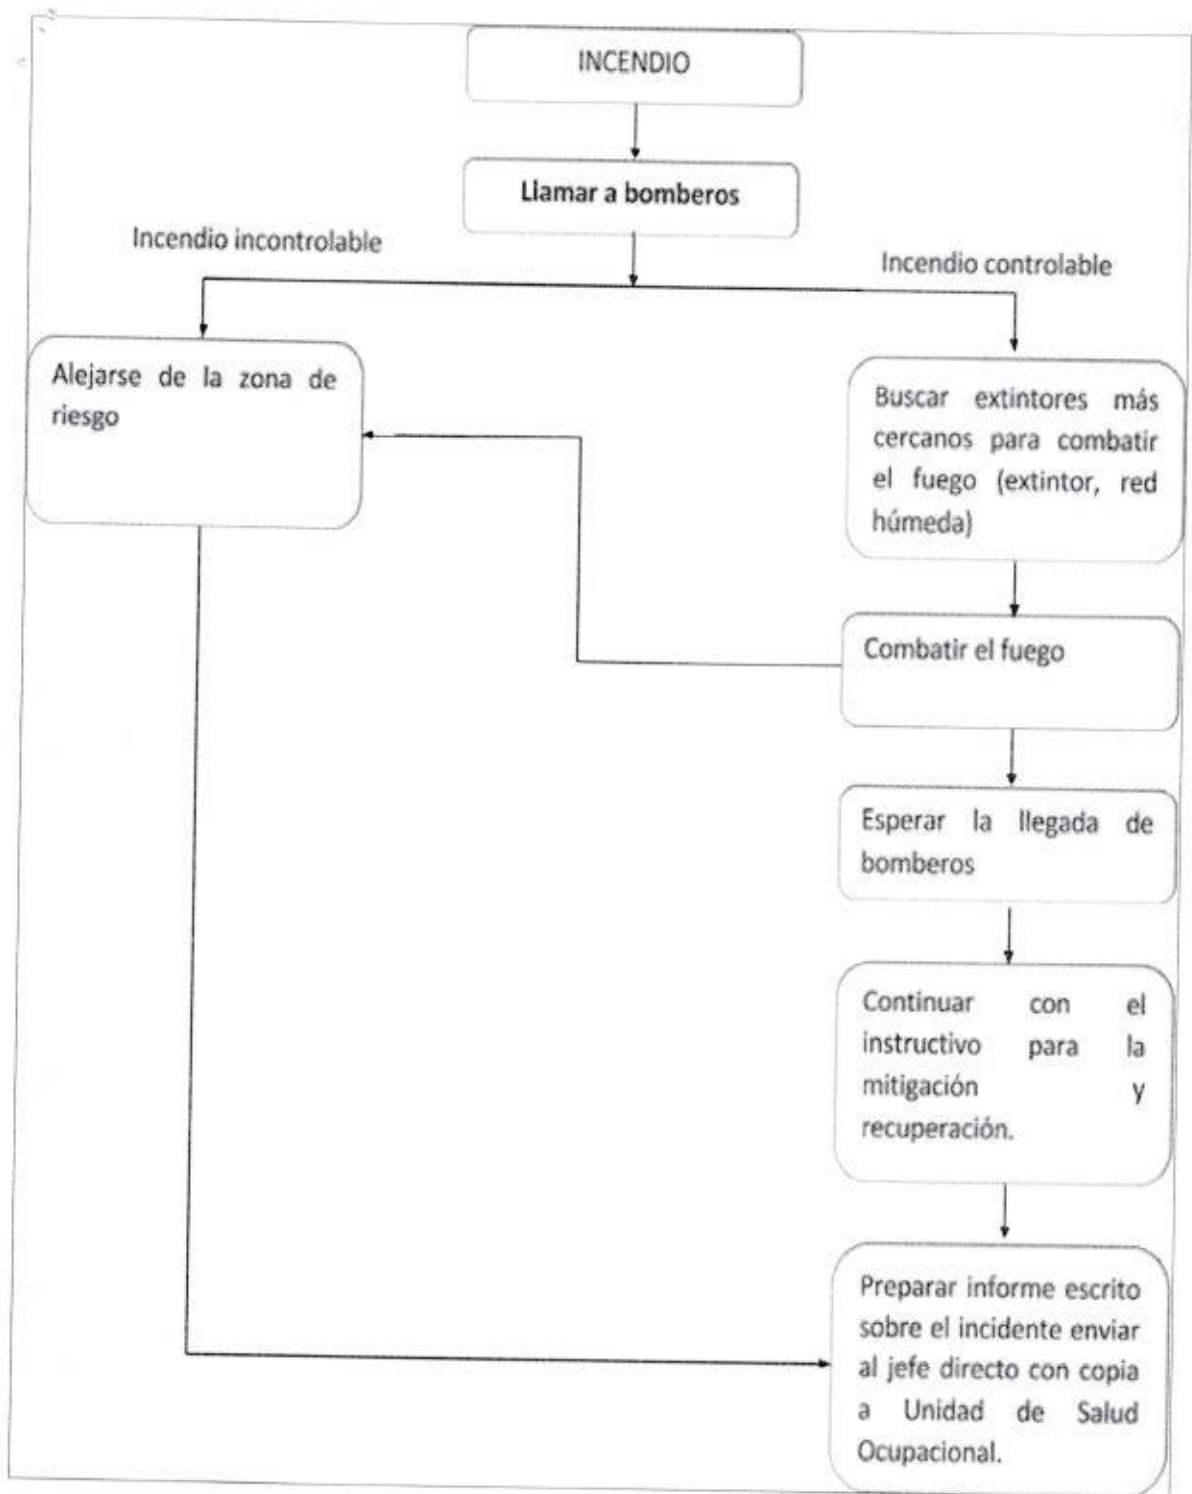 INCENDIO
Llamar a bomberos
Incendio incontrolable
Incendio controlable
Alejarse de la zona de
riesgo
Buscar extintores más
cercanos para combatir
el fuego (extintor, red
húmeda)
Combatir el fuego
Esperar la llegada de
bomberos
Continuar con el
instructivo para la
mitigación y
recuperación.
Preparar informe escrito
sobre el incidente enviar
al jefe directo con copia
a Unidad de Salud
Ocupacional.